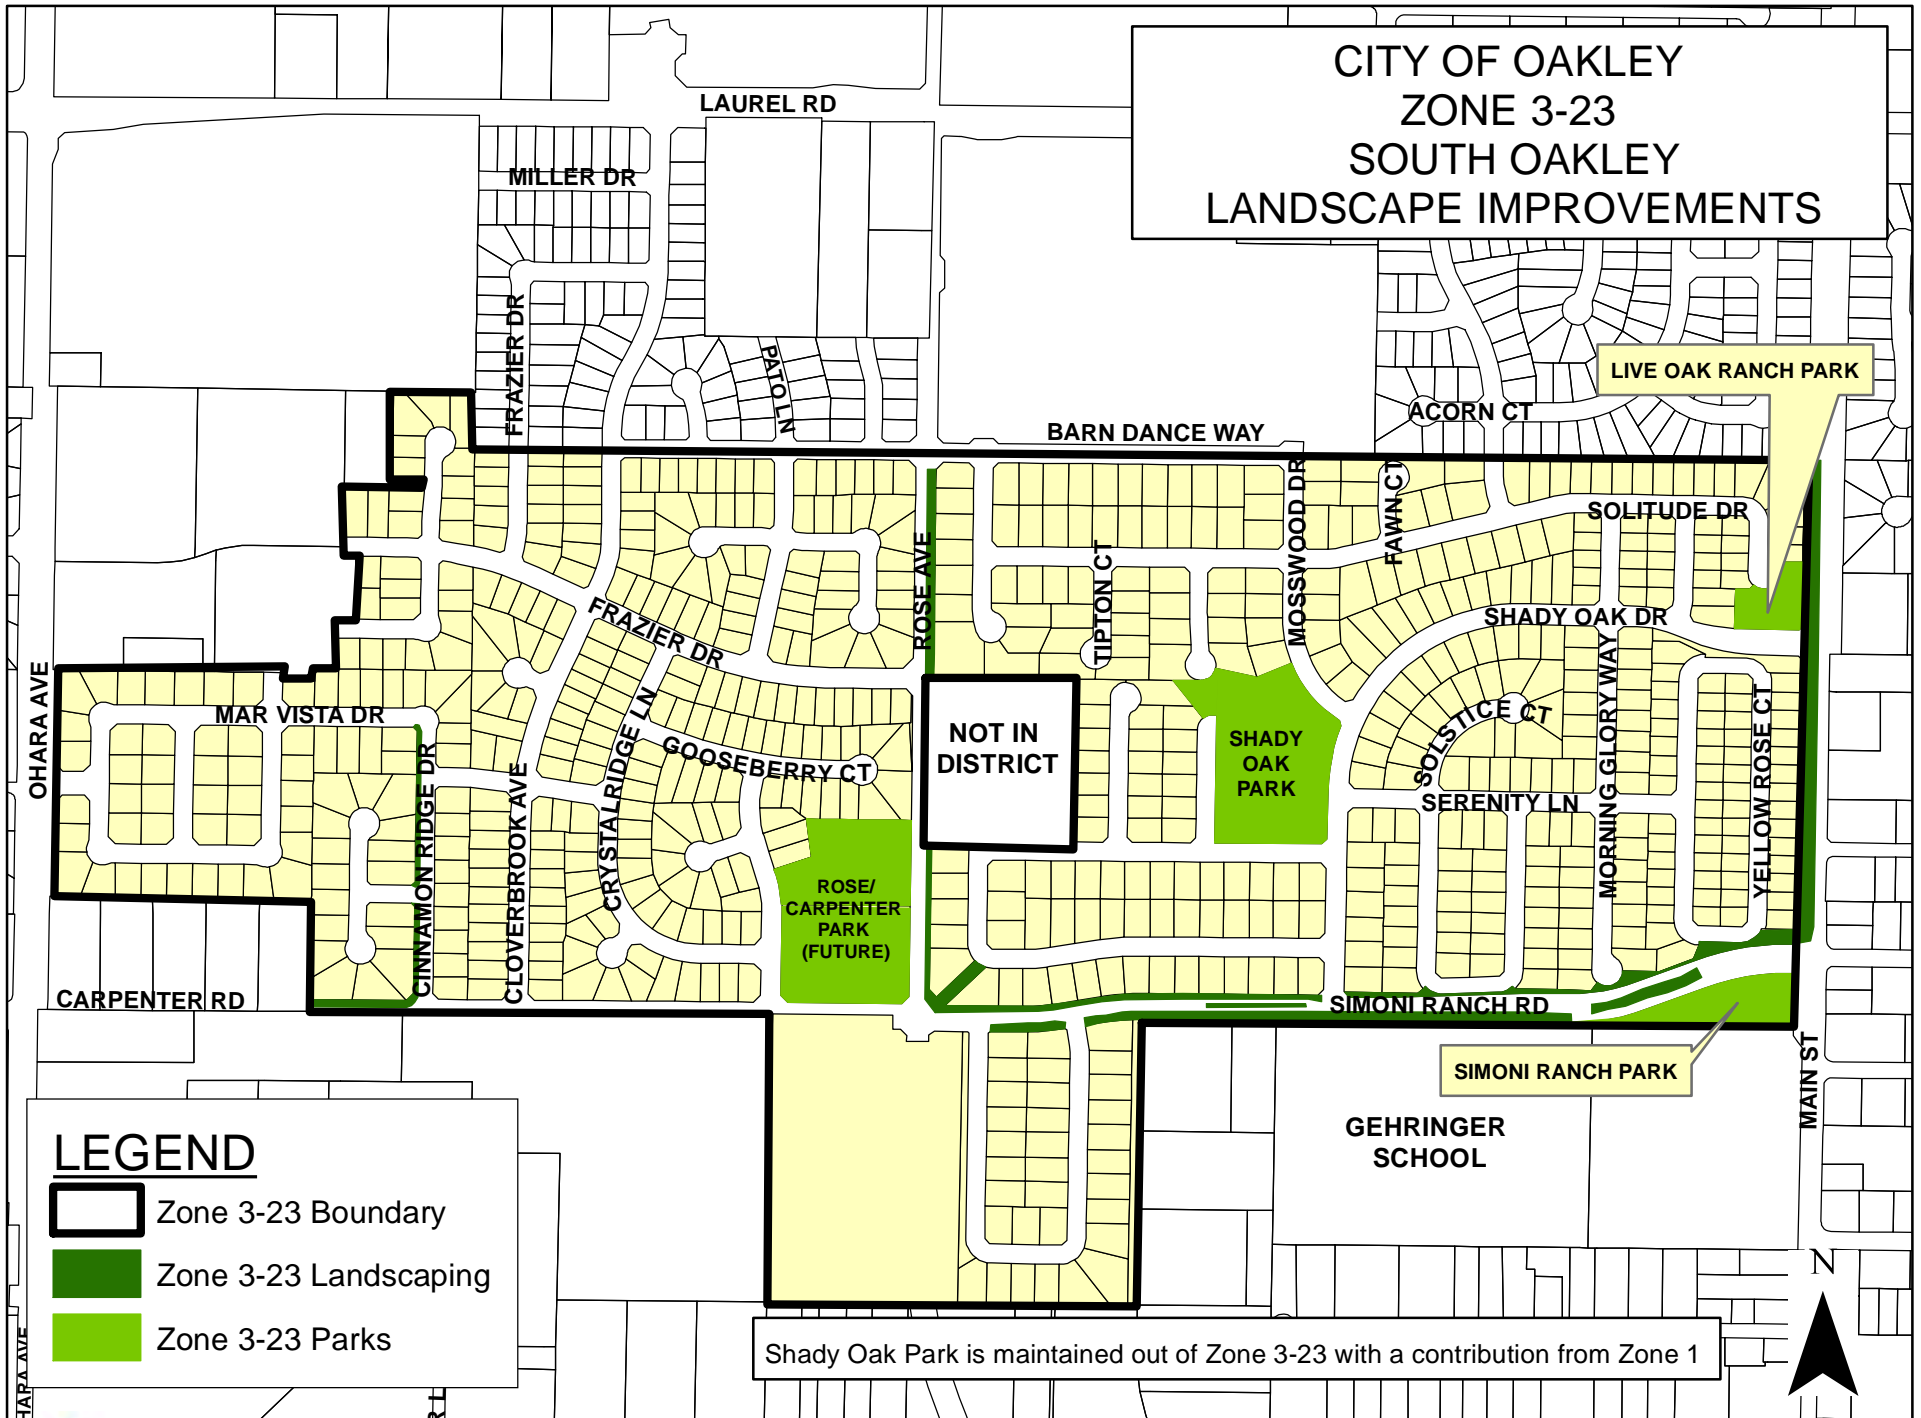 CITY OF OAKLEY
ZONE 3-23
SOUTH OAKLEY
LANDSCAPE IMPROVEMENTS
LAUREL RD
MILLER DR
FRAZIER DR
PATO LN
LIVE OAK RANCH PARK
ACORN CT
BARN DANCE WAY
SOLITUDE DR
MOSSWOOD DR
FAWN CT
ROSE AVE
TIPTON CT
FRAZIER DR
SHADY OAK DR
OHARA AVE
MAR VISTA DR
CRYSTALRIDGE LN
GOOSEBERRY CT
NOT IN
DISTRICT
SHADY
OAK
PARK
SOLSTICE CT
MORNING GLORY WAY
YELLOW ROSE CT
SERENITY LN
CINNAMON RIDGE DR
CLOVERBROOK AVE
ROSE/
CARPENTER
PARK
(FUTURE)
CARPENTER RD
SIMONI RANCH RD
SIMONI RANCH PARK
MAIN ST
GEHRINGER
SCHOOL
LEGEND
Zone 3-23 Boundary
Zone 3-23 Landscaping
Zone 3-23 Parks
N
Shady Oak Park is maintained out of Zone 3-23 with a contribution from Zone 1